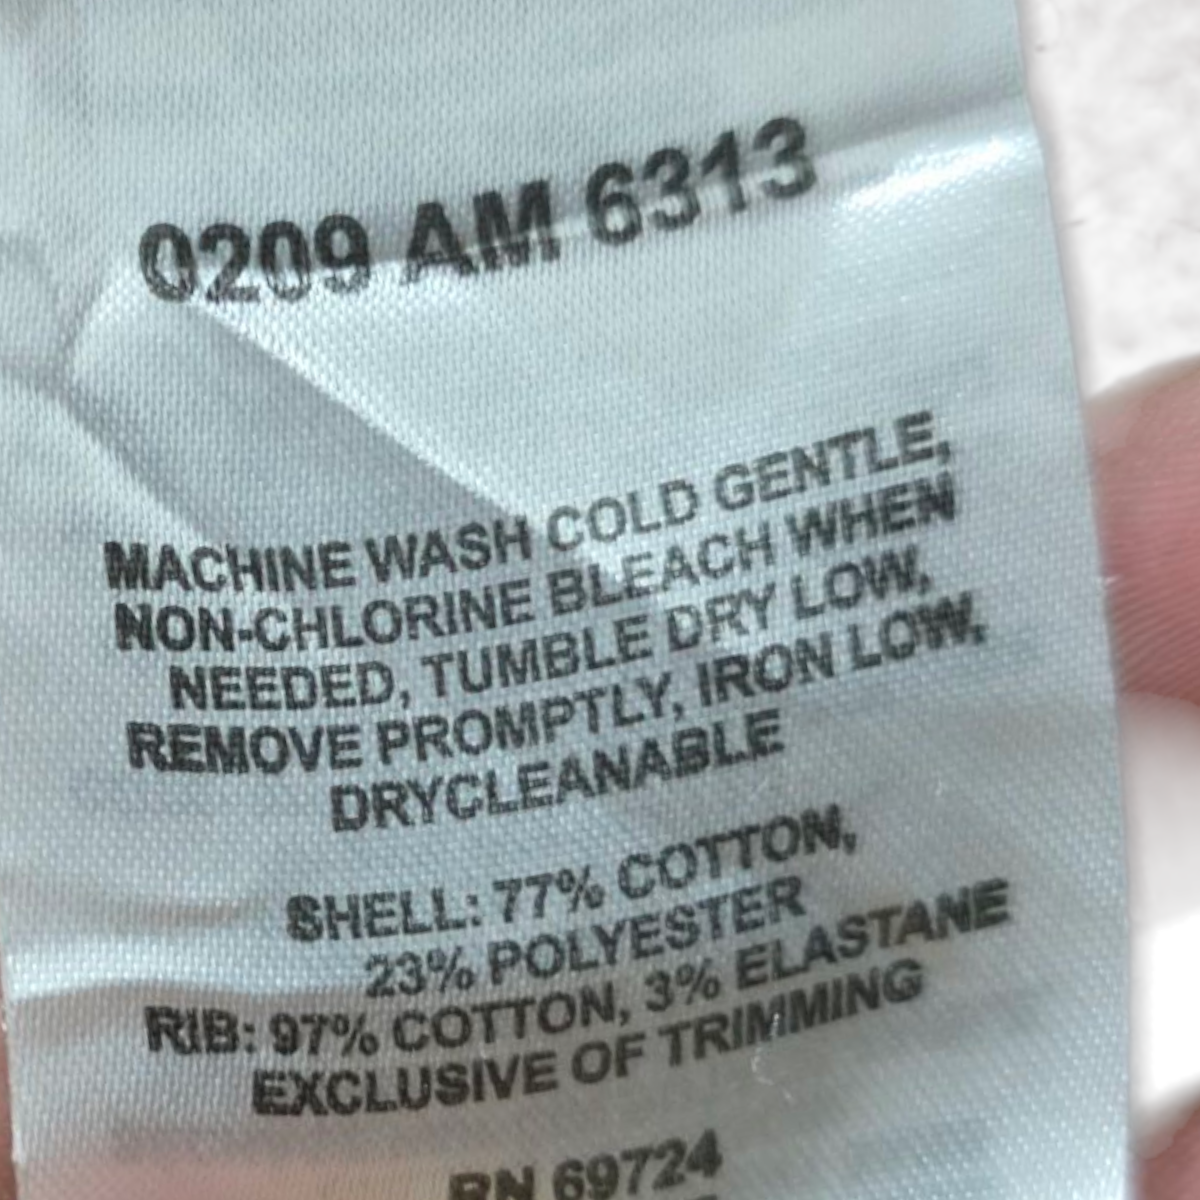 0209 AM 6313
MACHINE WASH COLD GENTLE,
NON-CHLORINE BLEACH WHEN
NEEDED, TUMBLE DRY LOW,
REMOVE PROMPTLY, IRON LOW,
DRYCLEANABLE
SHELL: 77% COTTON,
23% POLYESTER
RIB: 97% COTTON, 3% ELASTANE
EXCLUSIVE OF TRIMMING
RN 69724